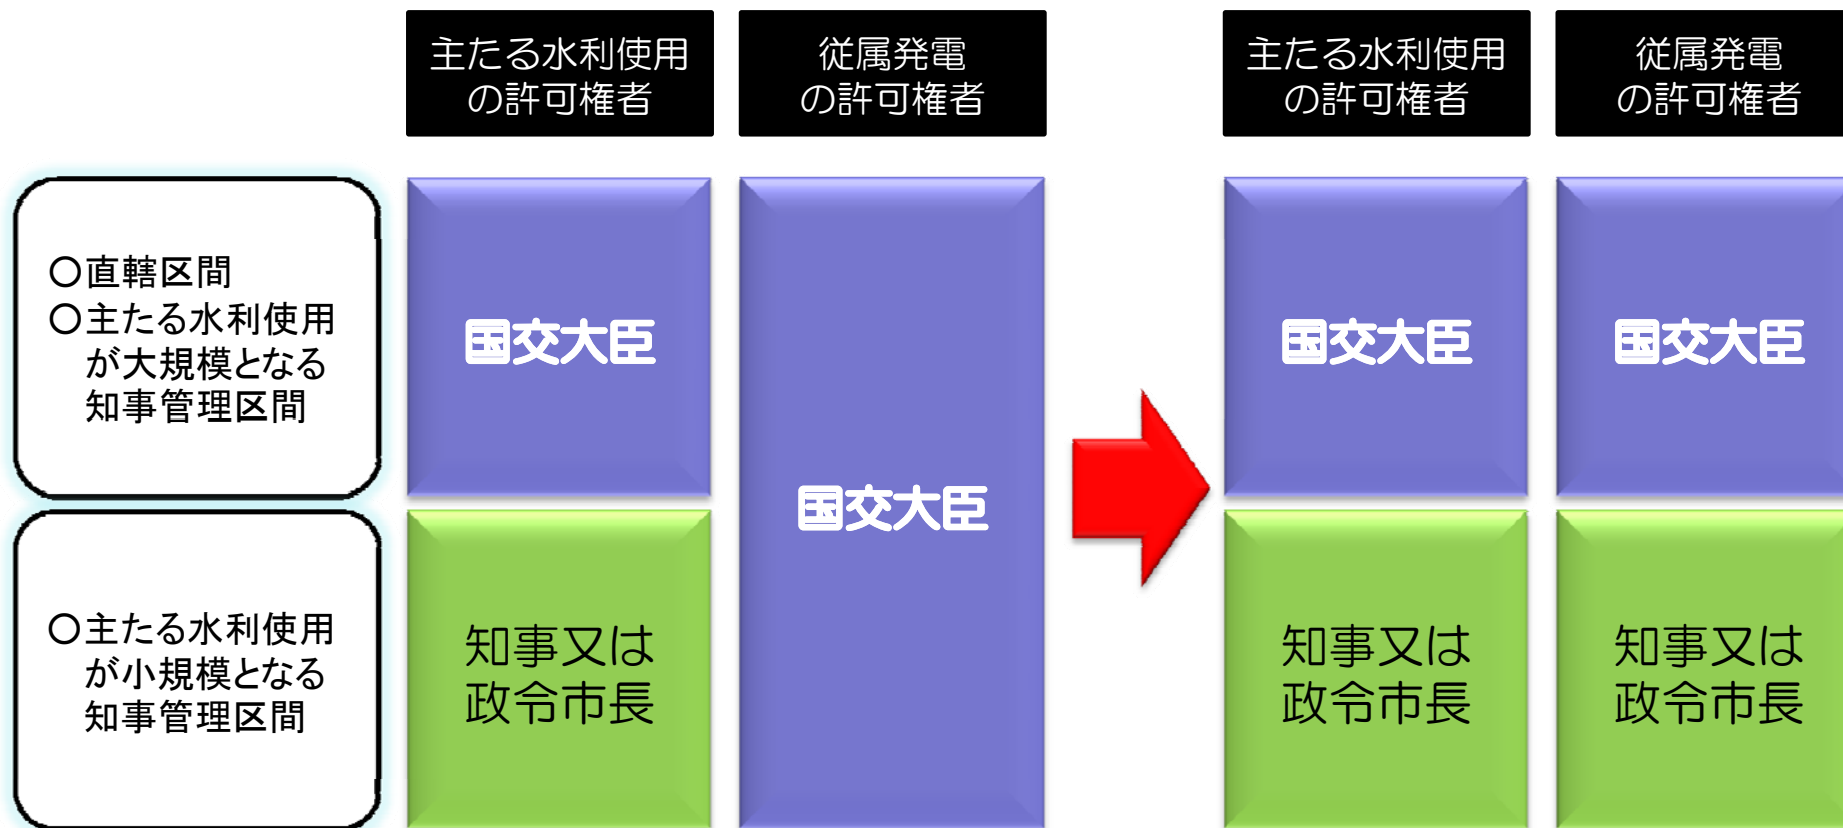 主たる水利使用
の許可権者
従属発電
の許可権者
主たる水利使用
の許可権者
従属発電
の許可権者
○直轄区間
○主たる水利使用
が大規模となる
知事管理区間
国交大臣
国交大臣
国交大臣
国交大臣
○主たる水利使用
が小規模となる
知事管理区間
知事又は
政令市長
知事又は
政令市長
知事又は
政令市長